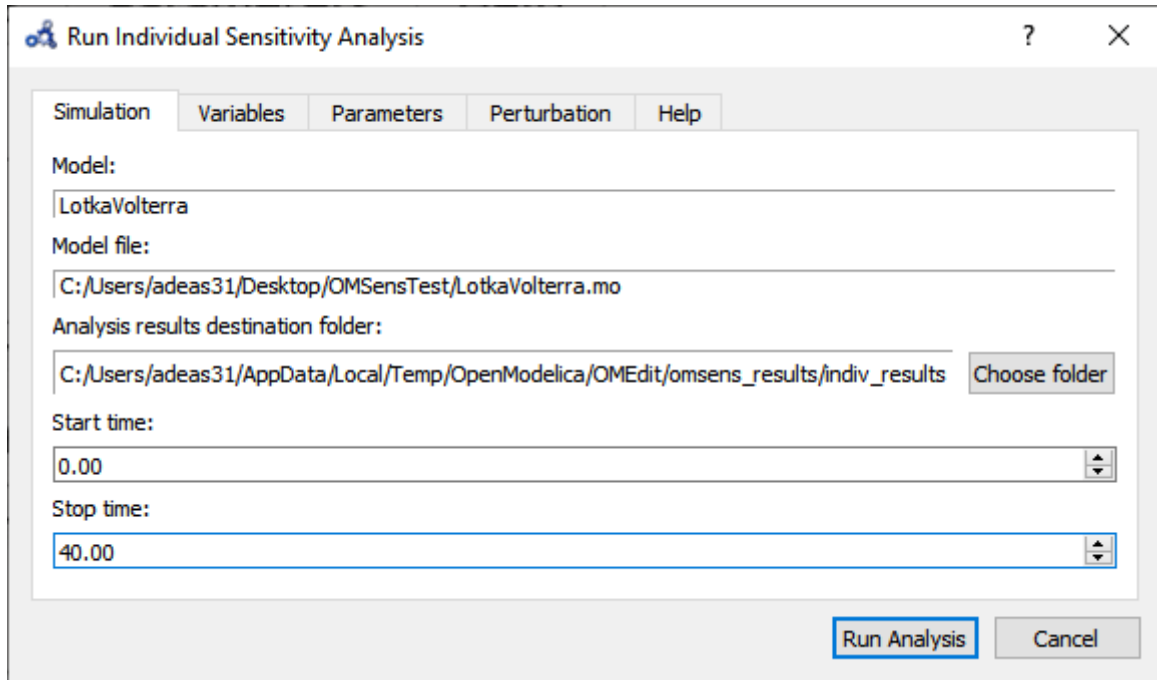 Run Individual Sensitivity Analysis
?
Simulation Variables Parameters Perturbation Help
Model:
LotkaVolterra
Model file:
C:/Users/adeas31/Desktop/OMSensTest/LotkaVolterra.mo
Analysis results destination folder:
C:/Users/adeas31/AppData/Local/Temp/OpenModelica/OMEdit/omsens_results/indiv_results Choose folder
Start time:
0.00
Stop time:
40.00
Run Analysis Cancel